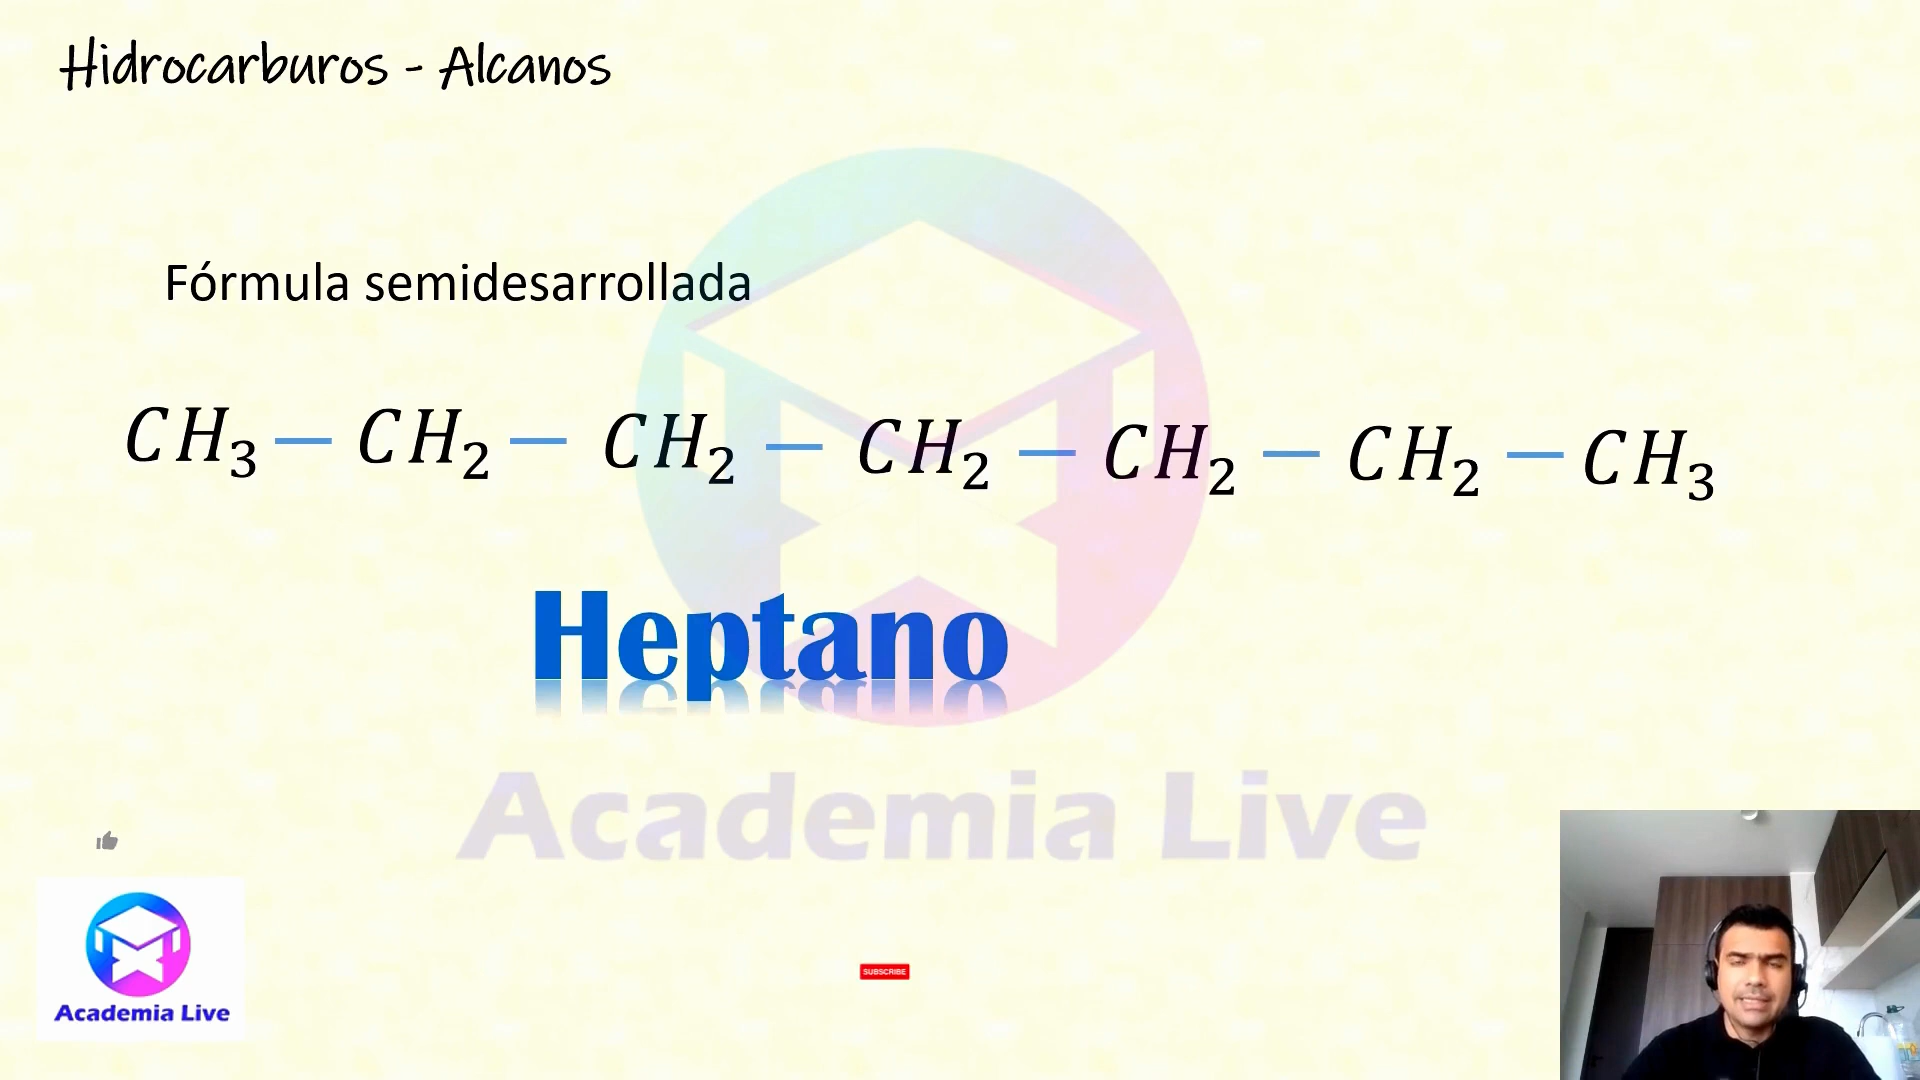 Hidrocarburos - Alcanos
Fórmula semidesarrollada
CH₃ — CH₂ — CH₂ — CH₂ — CH₂ — CH₂ — CH₃
Heptano
Academia Live
Academia Live
SUBSCRIBE